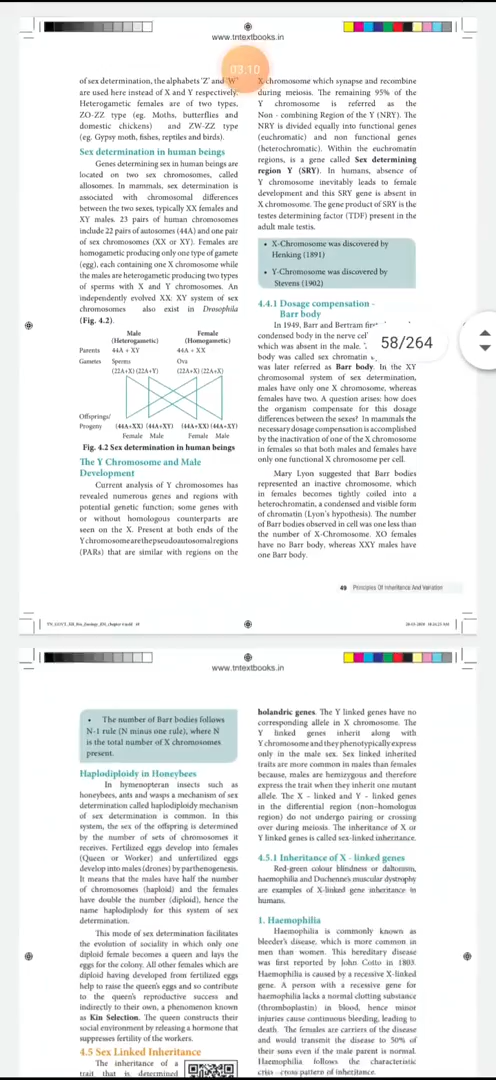 www.tntextbooks.in
03:10
of sex determination, the alphabets 'Z' and 'W'
are used here instead of X and Y respectively.
Heterogametic females are of two types,
ZO-ZZ type (eg. Moths, butterflies and
domestic chickens) and ZW-ZZ type
(eg. Gypsy moth, fishes, reptiles and birds).
Sex determination in human beings
Genes determining sex in human beings are
located on two sex chromosomes, called
allosomes. In mammals, sex determination is
associated with chromosomal differences
between the two sexes, typically XX females and
XY males. 23 pairs of human chromosomes
include 22 pairs of autosomes (44A) and one pair
of sex chromosomes (XX or XY). Females are
homogametic producing only one type of gamete
(egg), each containing one X chromosome while
the males are heterogametic producing two types
of sperms with X and Y chromosomes. An
independently evolved XX: XY system of sex
chromosomes also exist in Drosophila
(Fig. 4.2).
Male Female
(Heterogametic) (Homogametic)
Parents 44A + XY 44A + XX
Gametes Sperms Ova
(22A+X) (22A+Y) (22A+X) (22A+X)
Offsprings/
Progeny (44A+XX) (44A+XY) (44A+XX) (44A+XY)
Female Male Female Male
Fig. 4.2 Sex determination in human beings
The Y Chromosome and Male
Development
Current analysis of Y chromosomes has
revealed numerous genes and regions with
potential genetic function; some genes with
or without homologous counterparts are
seen on the X. Present at both ends of the
Y chromosome are the pseudoautosomal regions
(PARs) that are similar with regions on the
X chromosome which synapse and recombine
during meiosis. The remaining 95% of the
Y chromosome is referred as the
Non - combining Region of the Y (NRY). The
NRY is divided equally into functional genes
(euchromatic) and non functional genes
(heterochromatic). Within the euchromatin
regions, is a gene called Sex determining
region Y (SRY). In humans, absence of
Y chromosome inevitably leads to female
development and this SRY gene is absent in
X chromosome. The gene product of SRY is the
testes determining factor (TDF) present in the
adult male testis.
• X-Chromosome was discovered by
Henking (1891)
• Y-Chromosome was discovered by
Stevens (1902)
4.4.1 Dosage compensation -
Barr body
In 1949, Barr and Bertram
condensed body in the nerve
which was absent in the male.
58/264
body was called sex chromatin
was later referred as Barr body. In the XY
chromosomal system of sex determination,
males have only one X chromosome, whereas
females have two. A question arises: how does
the organism compensate for this dosage
differences between the sexes? In mammals the
necessary dosage compensation is accomplished
by the inactivation of one of the X chromosome
in females so that both males and females have
only one functional X chromosome per cell.
Mary Lyon suggested that Barr bodies
represented an inactive chromosome, which
in females becomes tightly coiled into a
heterochromatin, a condensed and visible form
of chromatin (Lyon's hypothesis). The number
of Barr bodies observed in cell was one less than
the number of X-Chromosome. XO females
have no Barr body, whereas XXY males have
one Barr body.
49 Principles Of Inheritance And Variation
www.tntextbooks.in
• The number of Barr bodies follows
N-1 rule (N minus one rule), where N
is the total number of X chromosomes
present.
Haplodiploidy in Honeybees
In hymenopteran insects such as
honeybees, ants and wasps a mechanism of sex
determination called haplodiploidy mechanism
of sex determination is common. In this
system, the sex of the offspring is determined
by the number of sets of chromosomes it
receives. Fertilized eggs develop into females
(Queen or Worker) and unfertilized eggs
develop into males (drones) by parthenogenesis.
It means that the males have half the number
of chromosomes (haploid) and the females
have double the number (diploid), hence the
name haplodiploidy for this system of sex
determination.
This mode of sex determination facilitates
the evolution of sociality in which only one
diploid female becomes a queen and lays the
eggs for the colony. All other females which are
diploid having developed from fertilized eggs
help to raise the queen's eggs and so contribute
to the queen's reproductive success and
indirectly to their own, a phenomenon known
as Kin Selection. The queen constructs their
social environment by releasing a hormone that
suppresses fertility of the workers.
4.5 Sex Linked Inheritance
The inheritance of a
trait that is determined
holandric genes. The Y linked genes have no
corresponding allele in X chromosome. The
Y linked genes inherit along with
Y chromosome and they phenotypically express
only in the male sex. Sex linked inherited
traits are more common in males than females
because, males are hemizygous and therefore
express the trait when they inherit one mutant
allele. The X - linked and Y - linked genes
in the differential region (non-homologus
region) do not undergo pairing or crossing
over during meiosis. The inheritance of X or
Y linked genes is called sex-linked inheritance.
4.5.1 Inheritance of X - linked genes
Red-green colour blindness or daltonism,
haemophilia and Duchenne's muscular dystrophy
are examples of X-linked gene inheritance in
humans.
1. Haemophilia
Haemophilia is commonly known as
bleeder's disease, which is more common in
men than women. This hereditary disease
was first reported by John Cotto in 1803.
Haemophilia is caused by a recessive X-linked
gene. A person with a recessive gene for
haemophilia lacks a normal clotting substance
(thromboplastin) in blood, hence minor
injuries cause continuous bleeding, leading to
death. The females are carriers of the disease
and would transmit the disease to 50% of
their sons even if the male parent is normal.
Haemophilia follows the characteristic
criss - cross pattern of inheritance.